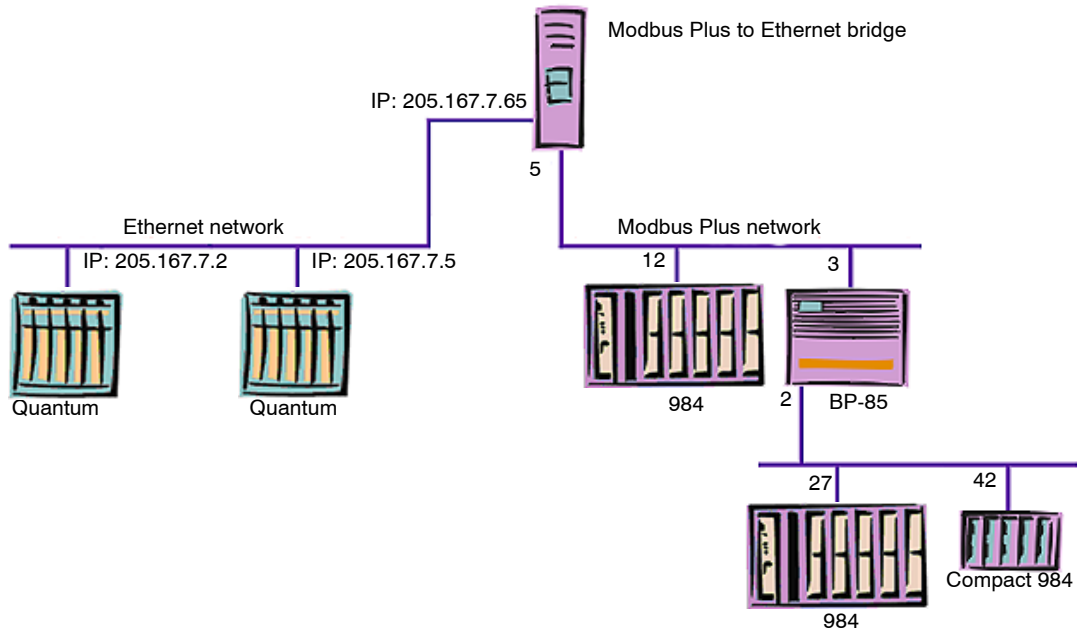 Modbus Plus to Ethernet bridge
IP: 205.167.7.65
5
Ethernet network
Modbus Plus network
IP: 205.167.7.2
IP: 205.167.7.5
12
3
Quantum
Quantum
984
2
BP-85
27
42
Compact 984
984